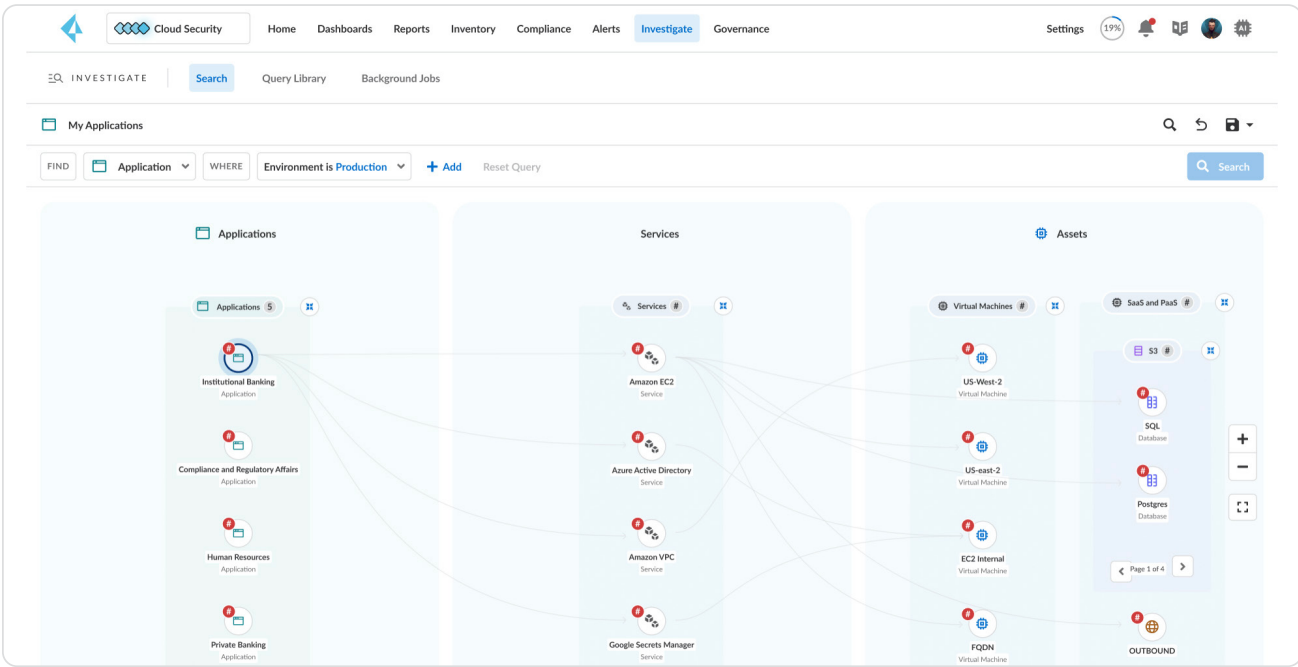 Cloud Security Home Dashboards Reports Inventory Compliance Alerts Investigate Governance Settings 19% AI
INVESTIGATE Search Query Library Background Jobs
My Applications
FIND Application WHERE Environment is Production + Add Reset Query Search
Applications Services Assets
Applications 5 Services # Virtual Machines # SaaS and PaaS #
S3 #
# # #
Institutional Banking Amazon EC2 US-West-2
Application Service Virtual Machine
#
SQL
Database
# # #
Compliance and Regulatory Affairs Azure Active Directory US-east-2
Application Service Virtual Machine
#
Postgres
Database
# # #
Human Resources Amazon VPC EC2 Internal
Application Service Virtual Machine
Page 1 of 4
# # # #
Private Banking Google Secrets Manager FQDN OUTBOUND
Application Service Virtual Machine